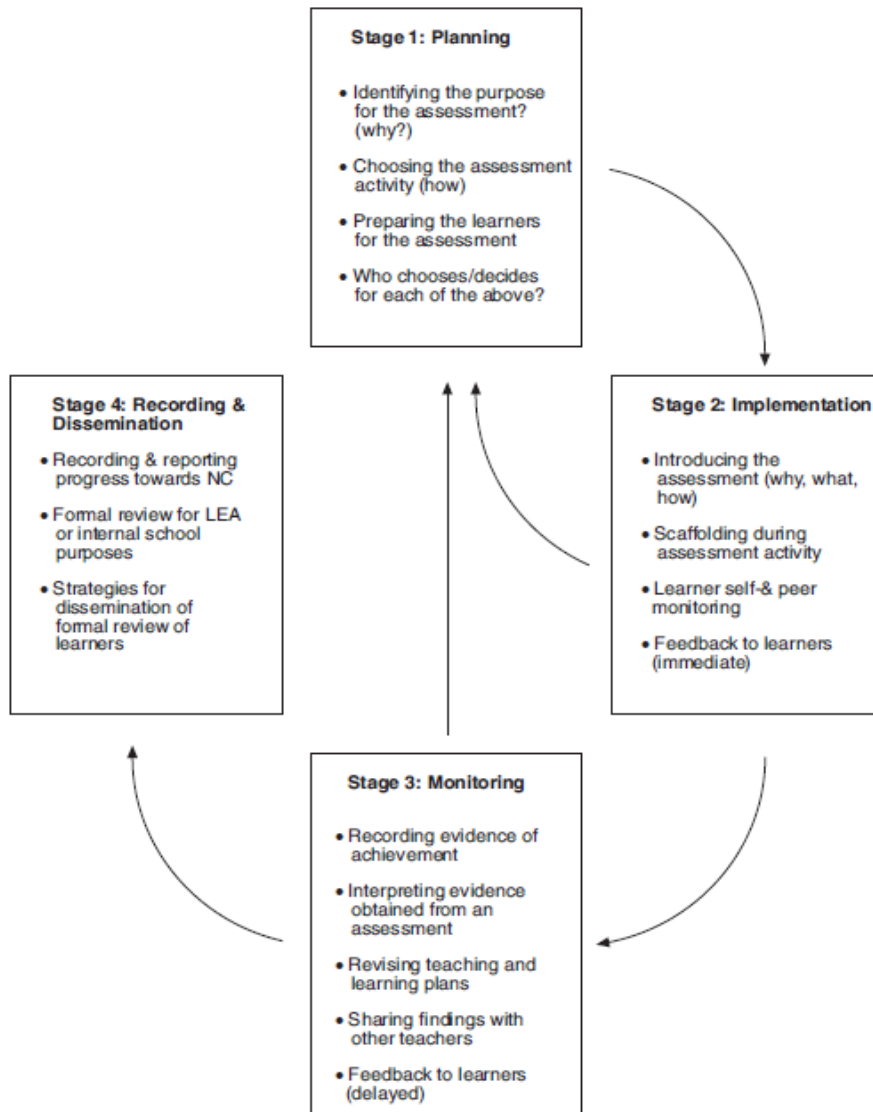 Stage 1: Planning
• Identifying the purpose
for the assessment?
(why?)
• Choosing the assessment
activity (how)
• Preparing the learners
for the assessment
• Who chooses/decides
for each of the above?
Stage 4: Recording &
Dissemination
• Recording & reporting
progress towards NC
• Formal review for LEA
or internal school
purposes
• Strategies for
dissemination of
formal review of
learners
Stage 2: Implementation
• Introducing the
assessment (why, what,
how)
• Scaffolding during
assessment activity
• Learner self-& peer
monitoring
• Feedback to learners
(immediate)
Stage 3: Monitoring
• Recording evidence of
achievement
• Interpreting evidence
obtained from an
assessment
• Revising teaching and
learning plans
• Sharing findings with
other teachers
• Feedback to learners
(delayed)